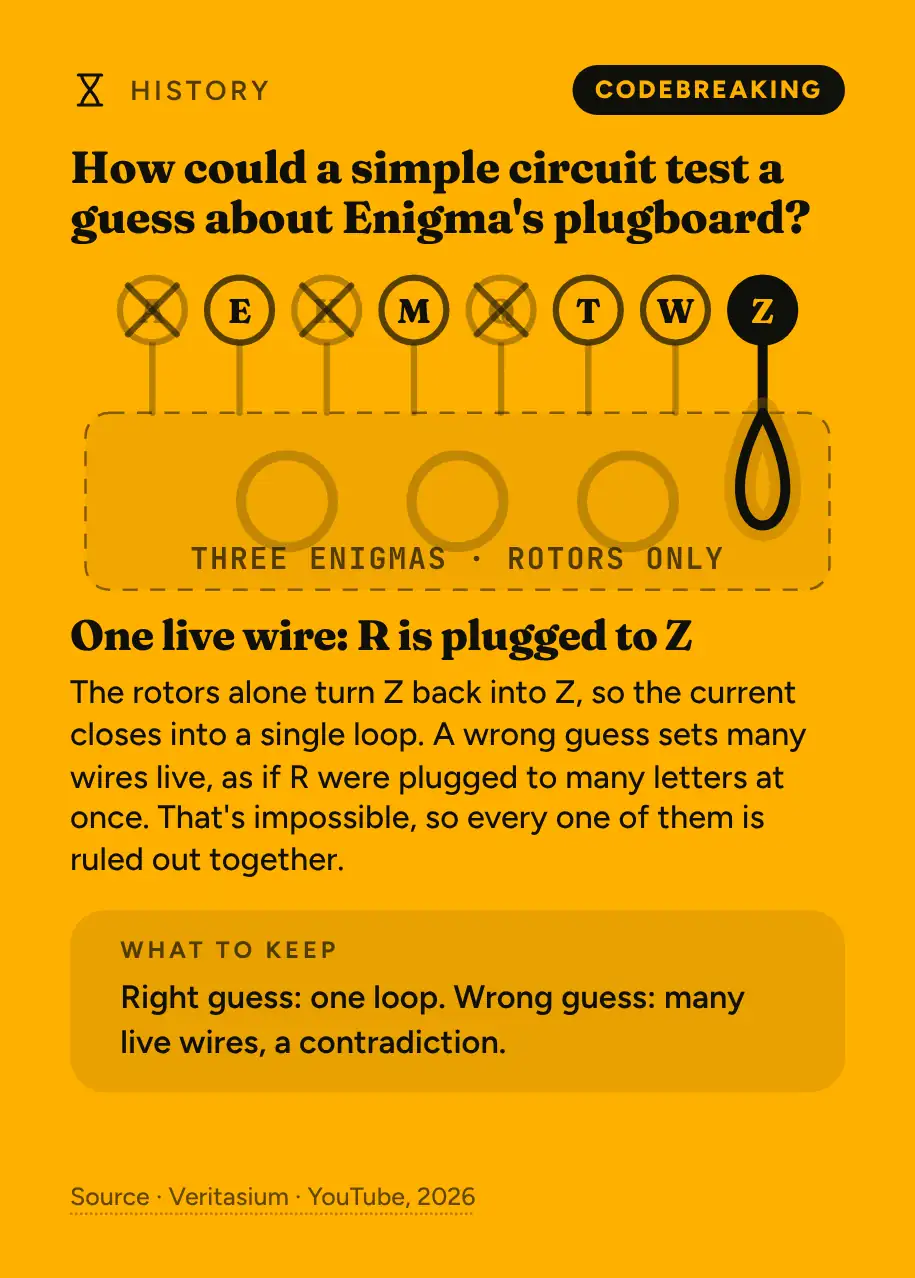 HISTORY
CODEBREAKING
How could a simple circuit test a
guess about Enigma's plugboard?
E M T W Z
THREE ENIGMAS · ROTORS ONLY
One live wire: R is plugged to Z
The rotors alone turn Z back into Z, so the current
closes into a single loop. A wrong guess sets many
wires live, as if R were plugged to many letters at
once. That's impossible, so every one of them is
ruled out together.
WHAT TO KEEP
Right guess: one loop. Wrong guess: many
live wires, a contradiction.
Source · Veritasium · YouTube, 2026